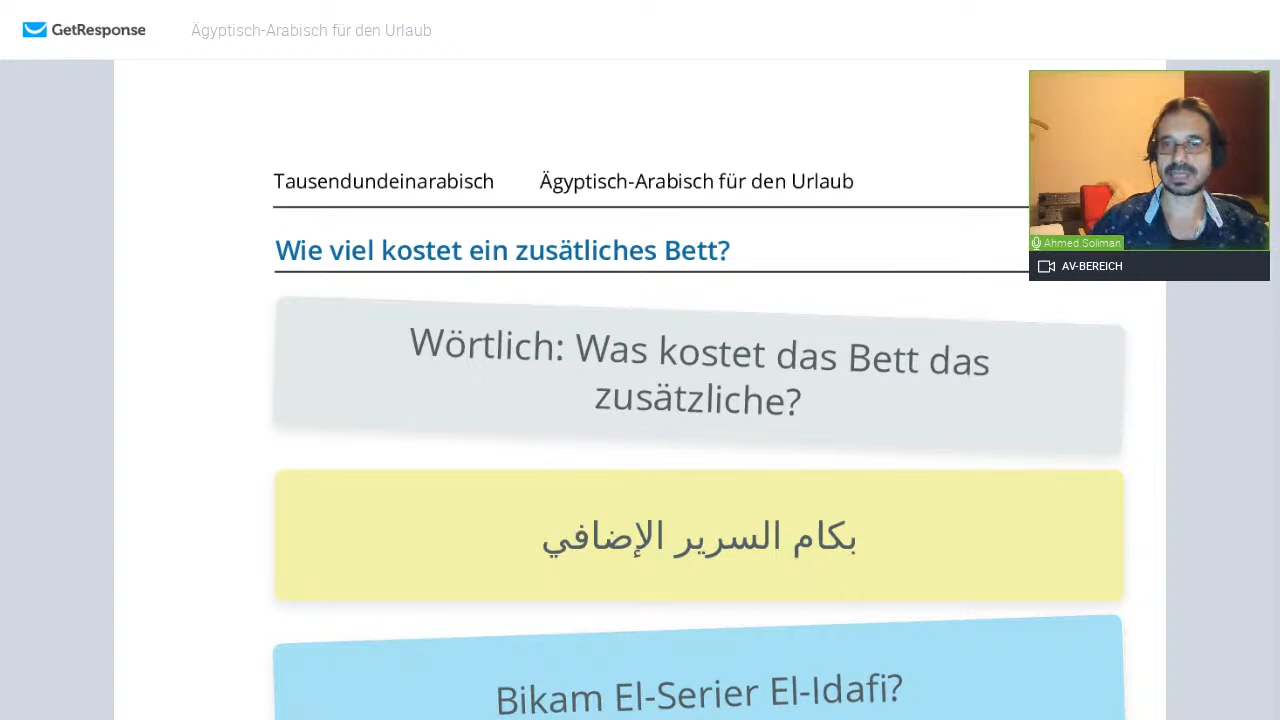 GetResponse
Ägyptisch-Arabisch für den Urlaub
Tausendundeinarabisch
Ägyptisch-Arabisch für den Urlaub
Ahmed Soliman
AV-BEREICH
Wie viel kostet ein zusätliches Bett?
Wörtlich: Was kostet das Bett das
zusätzliche?
بكام السرير الإضافي
Bikam El-Serier El-Idafi?